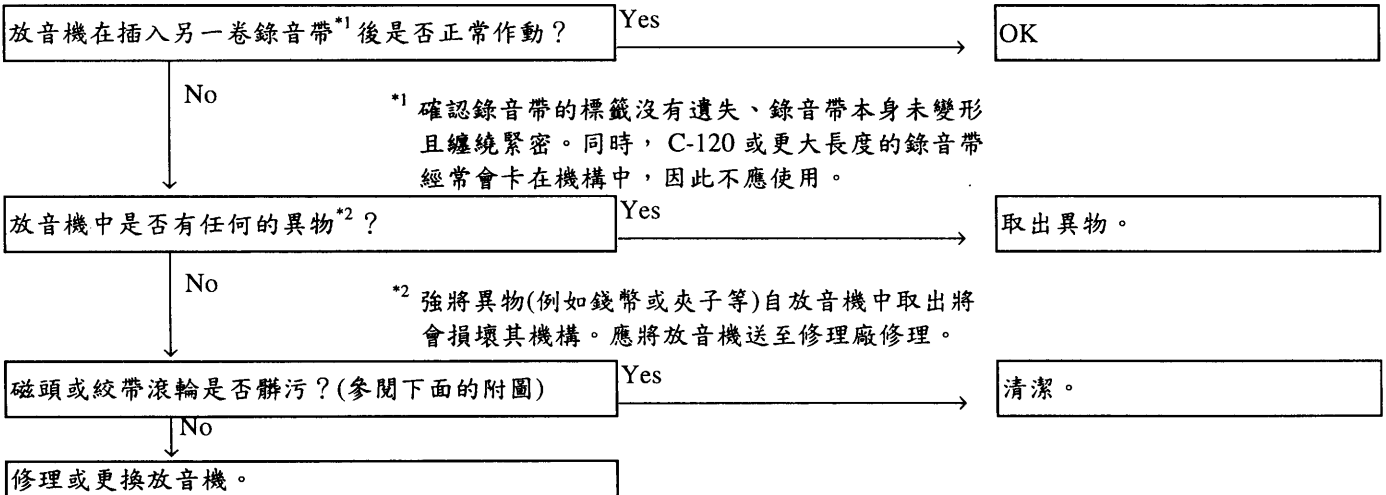 放音機在插入另一卷錄音帶*1後是否正常作動？
Yes
OK
No
*1 確認錄音帶的標籤沒有遺失、錄音帶本身未變形
且纏繞緊密。同時，C-120 或更大長度的錄音帶
經常會卡在機構中，因此不應使用。
放音機中是否有任何的異物*2？
Yes
取出異物。
No
*2 強將異物(例如錢幣或夾子等)自放音機中取出將
會損壞其機構。應將放音機送至修理廠修理。
磁頭或絞帶滾輪是否髒污？(參閱下面的附圖)
Yes
清潔。
No
修理或更換放音機。